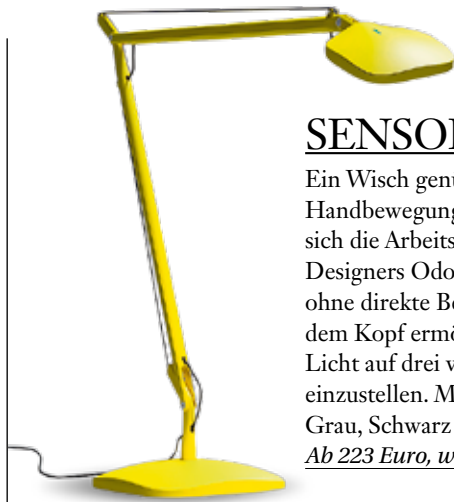 SENSO
Ein Wisch
Handbewegung
sich die Arbeits
Designers Odo
ohne direkte Be
dem Kopf ermö
Licht auf drei v
einzustellen. M
Grau, Schwarz
Ab 223 Euro, w